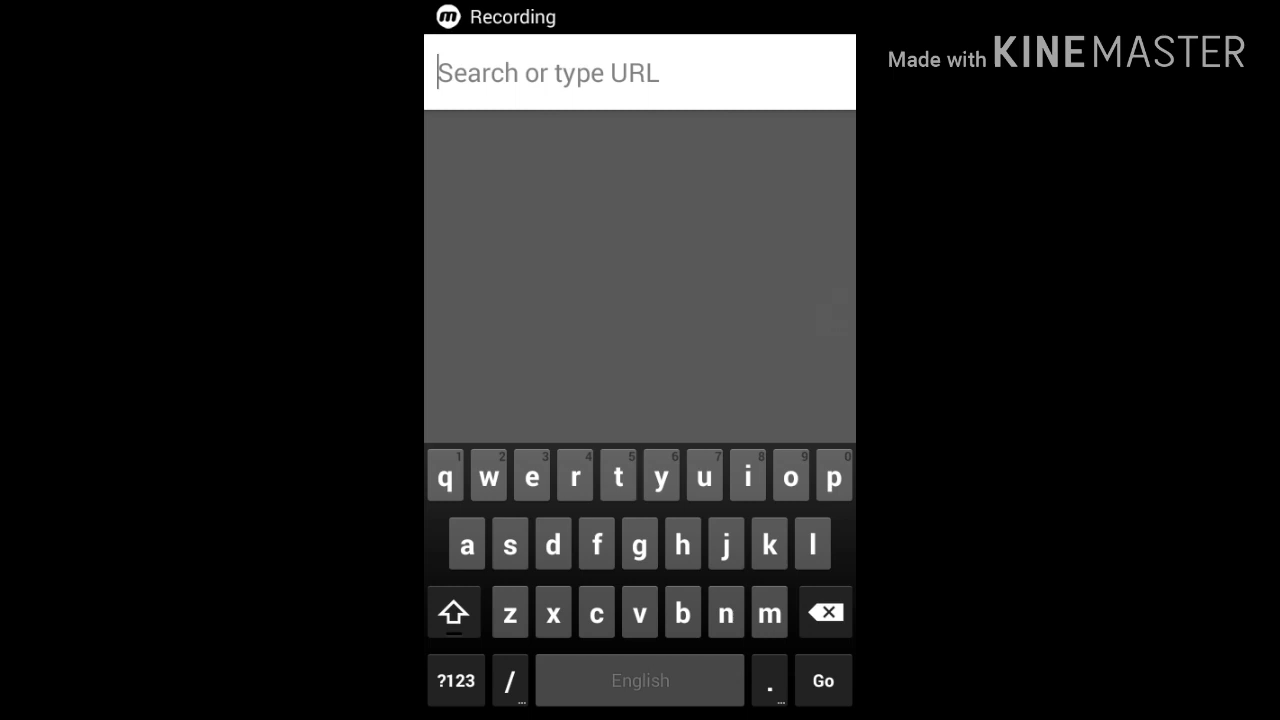 m Recording
Made with KINEMASTER
Search or type URL
1 2 3 4 5 6 7 8 9 0
q w e r t y u i o p
a s d f g h j k l
z x c v b n m
?123 / ... English . ... Go